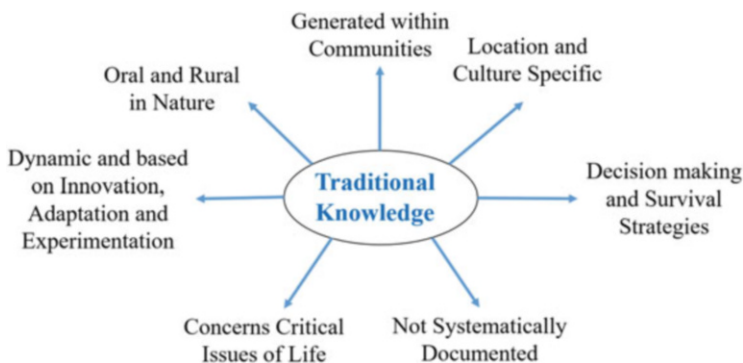 Generated within
Communities
Location and
Culture Specific
Oral and Rural
in Nature
Dynamic and based
on Innovation,
Adaptation and
Experimentation
Traditional
Knowledge
Decision making
and Survival
Strategies
Concerns Critical
Issues of Life
Not Systematically
Documented